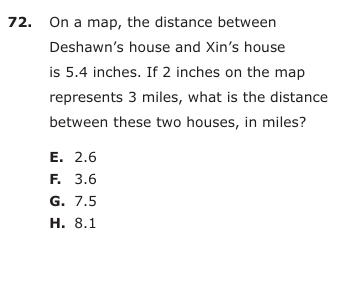 72. On a map, the distance between
Deshawn’s house and Xin’s house
is 5.4 inches. If 2 inches on the map
represents 3 miles, what is the distance
between these two houses, in miles?
E. 2.6
F. 3.6
G. 7.5
H. 8.1